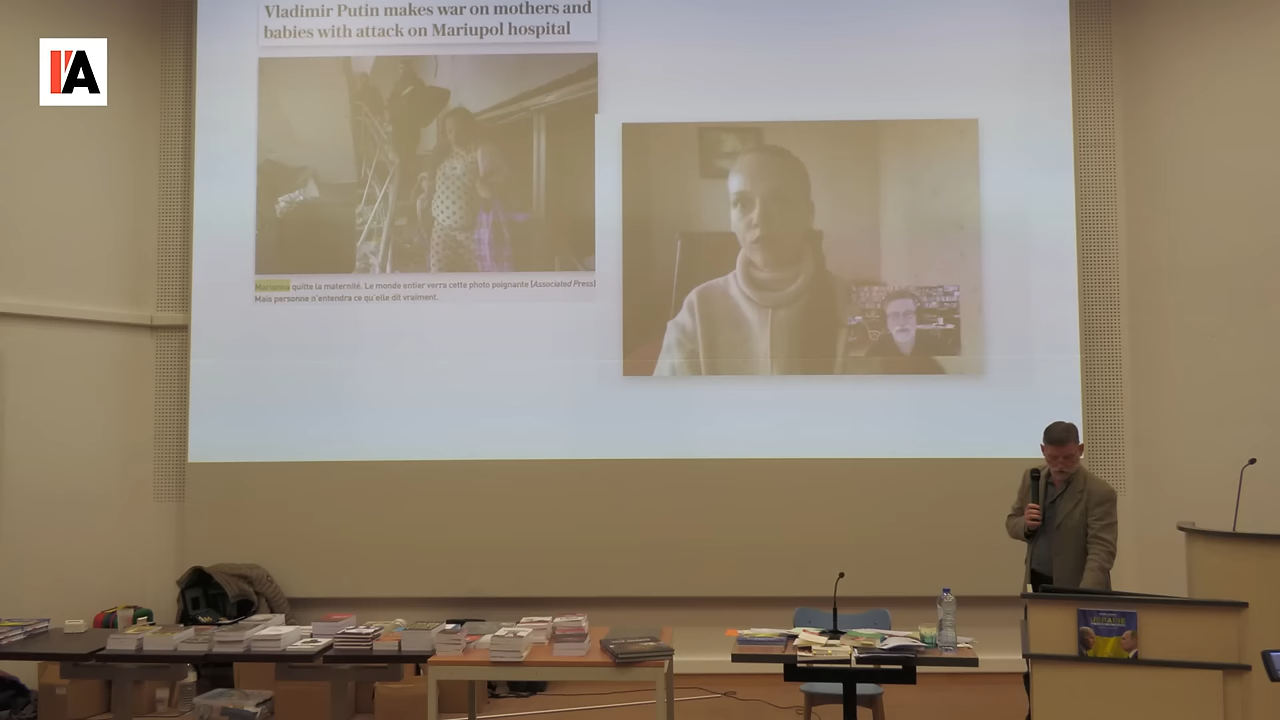 I'A
Vladimir Putin makes war on mothers and
babies with attack on Mariupol hospital
Marianna quitte la maternité. Le monde entier verra cette photo poignante (Associated Press)
Mais personne n'entendra ce qu'elle dit vraiment.